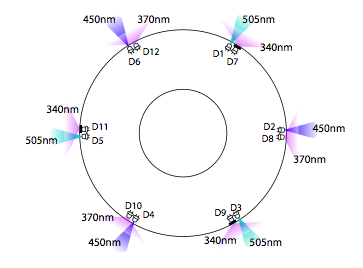 450nm 370nm 505nm
D12 D1 340nm
D6 D7
340nm
D11 D2 450nm
505nm D5 D8
370nm
D10 D3
370nm D4 D9
450nm 340nm 505nm